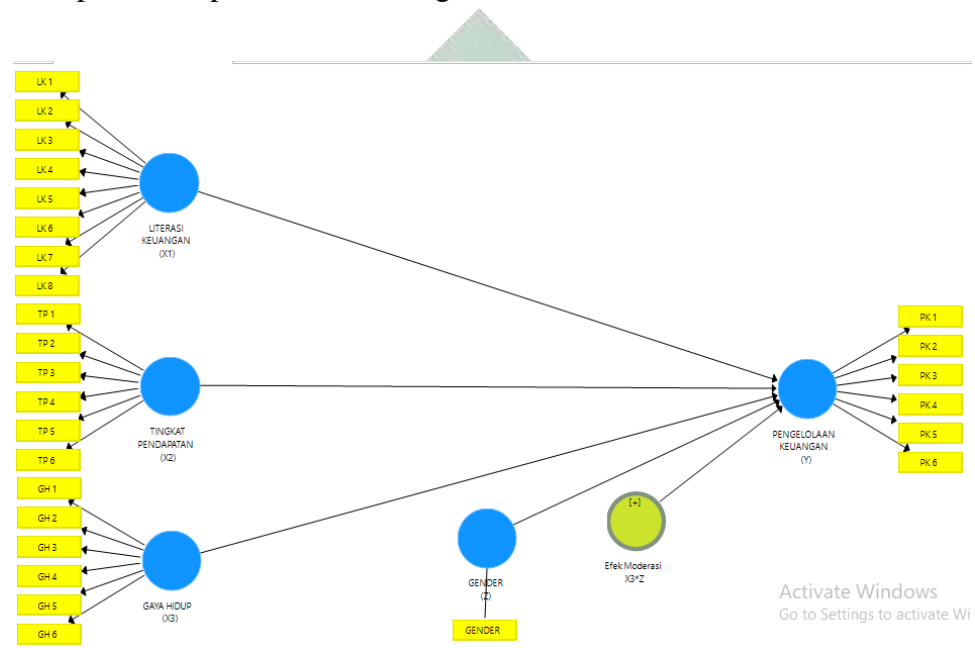 LK 1
LK 2
LK 3
LK 4
LK 5
LK 6
LK 7
LK 8
LITERASI
KEUANGAN
(X1)
TP 1
TP 2
TP 3
TP 4
TP 5
TP 6
TINGKAT
PENDAPATAN
(X2)
GH 1
GH 2
GH 3
GH 4
GH 5
GH 6
GAYA HIDUP
(X3)
GENDER
(Z)
GENDER
[+]
Efek Moderasi
X3*Z
PENGELOLAAN
KEUANGAN
(Y)
PK 1
PK 2
PK 3
PK 4
PK 5
PK 6
Activate Windows
Go to Settings to activate Wi